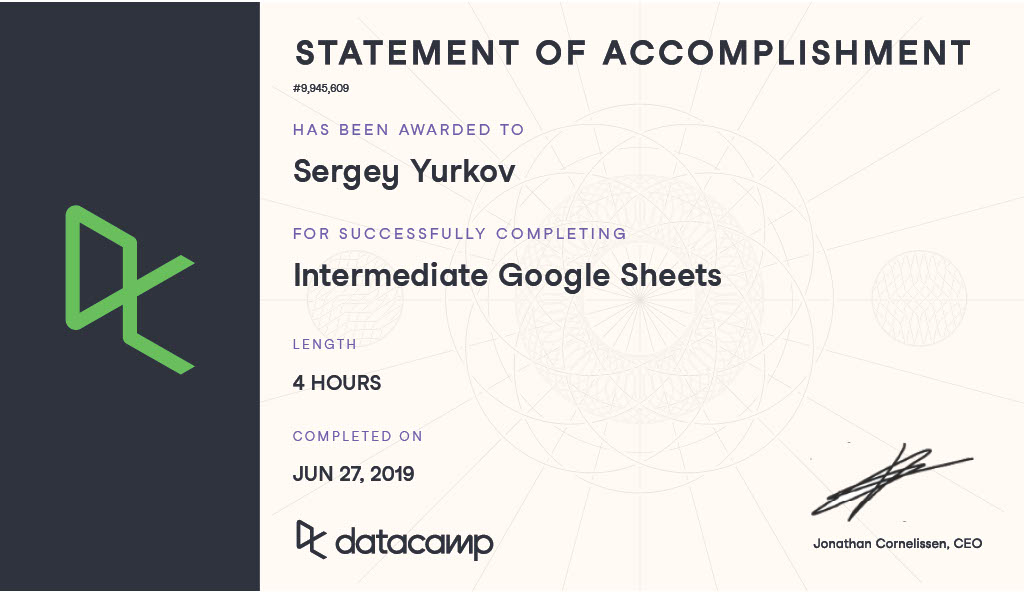 STATEMENT OF ACCOMPLISHMENT
#9,945,609
HAS BEEN AWARDED TO
Sergey Yurkov
FOR SUCCESSFULLY COMPLETING
Intermediate Google Sheets
LENGTH
4 HOURS
COMPLETED ON
JUN 27, 2019
datacamp
Jonathan Cornelissen, CEO